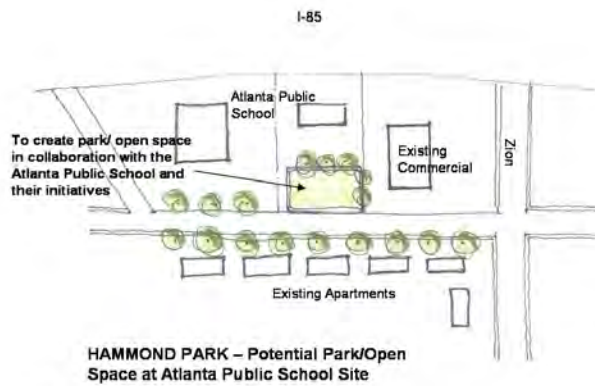 I-85
Atlanta Public
School
To create park/ open space
in collaboration with the
Atlanta Public School and
their initiatives
Existing
Commercial
Zion
Existing Apartments
HAMMOND PARK – Potential Park/Open
Space at Atlanta Public School Site